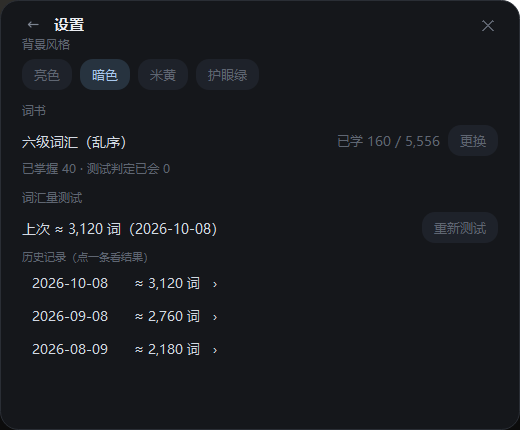 ← 设置
背景风格
亮色 暗色 米黄 护眼绿
词书
六级词汇（乱序） 已学 160 / 5,556 更换
已掌握 40 · 测试判定已会 0
词汇量测试
上次 ≈ 3,120 词（2026-10-08） 重新测试
历史记录（点一条看结果）
2026-10-08 ≈ 3,120 词 ›
2026-09-08 ≈ 2,760 词 ›
2026-08-09 ≈ 2,180 词 ›